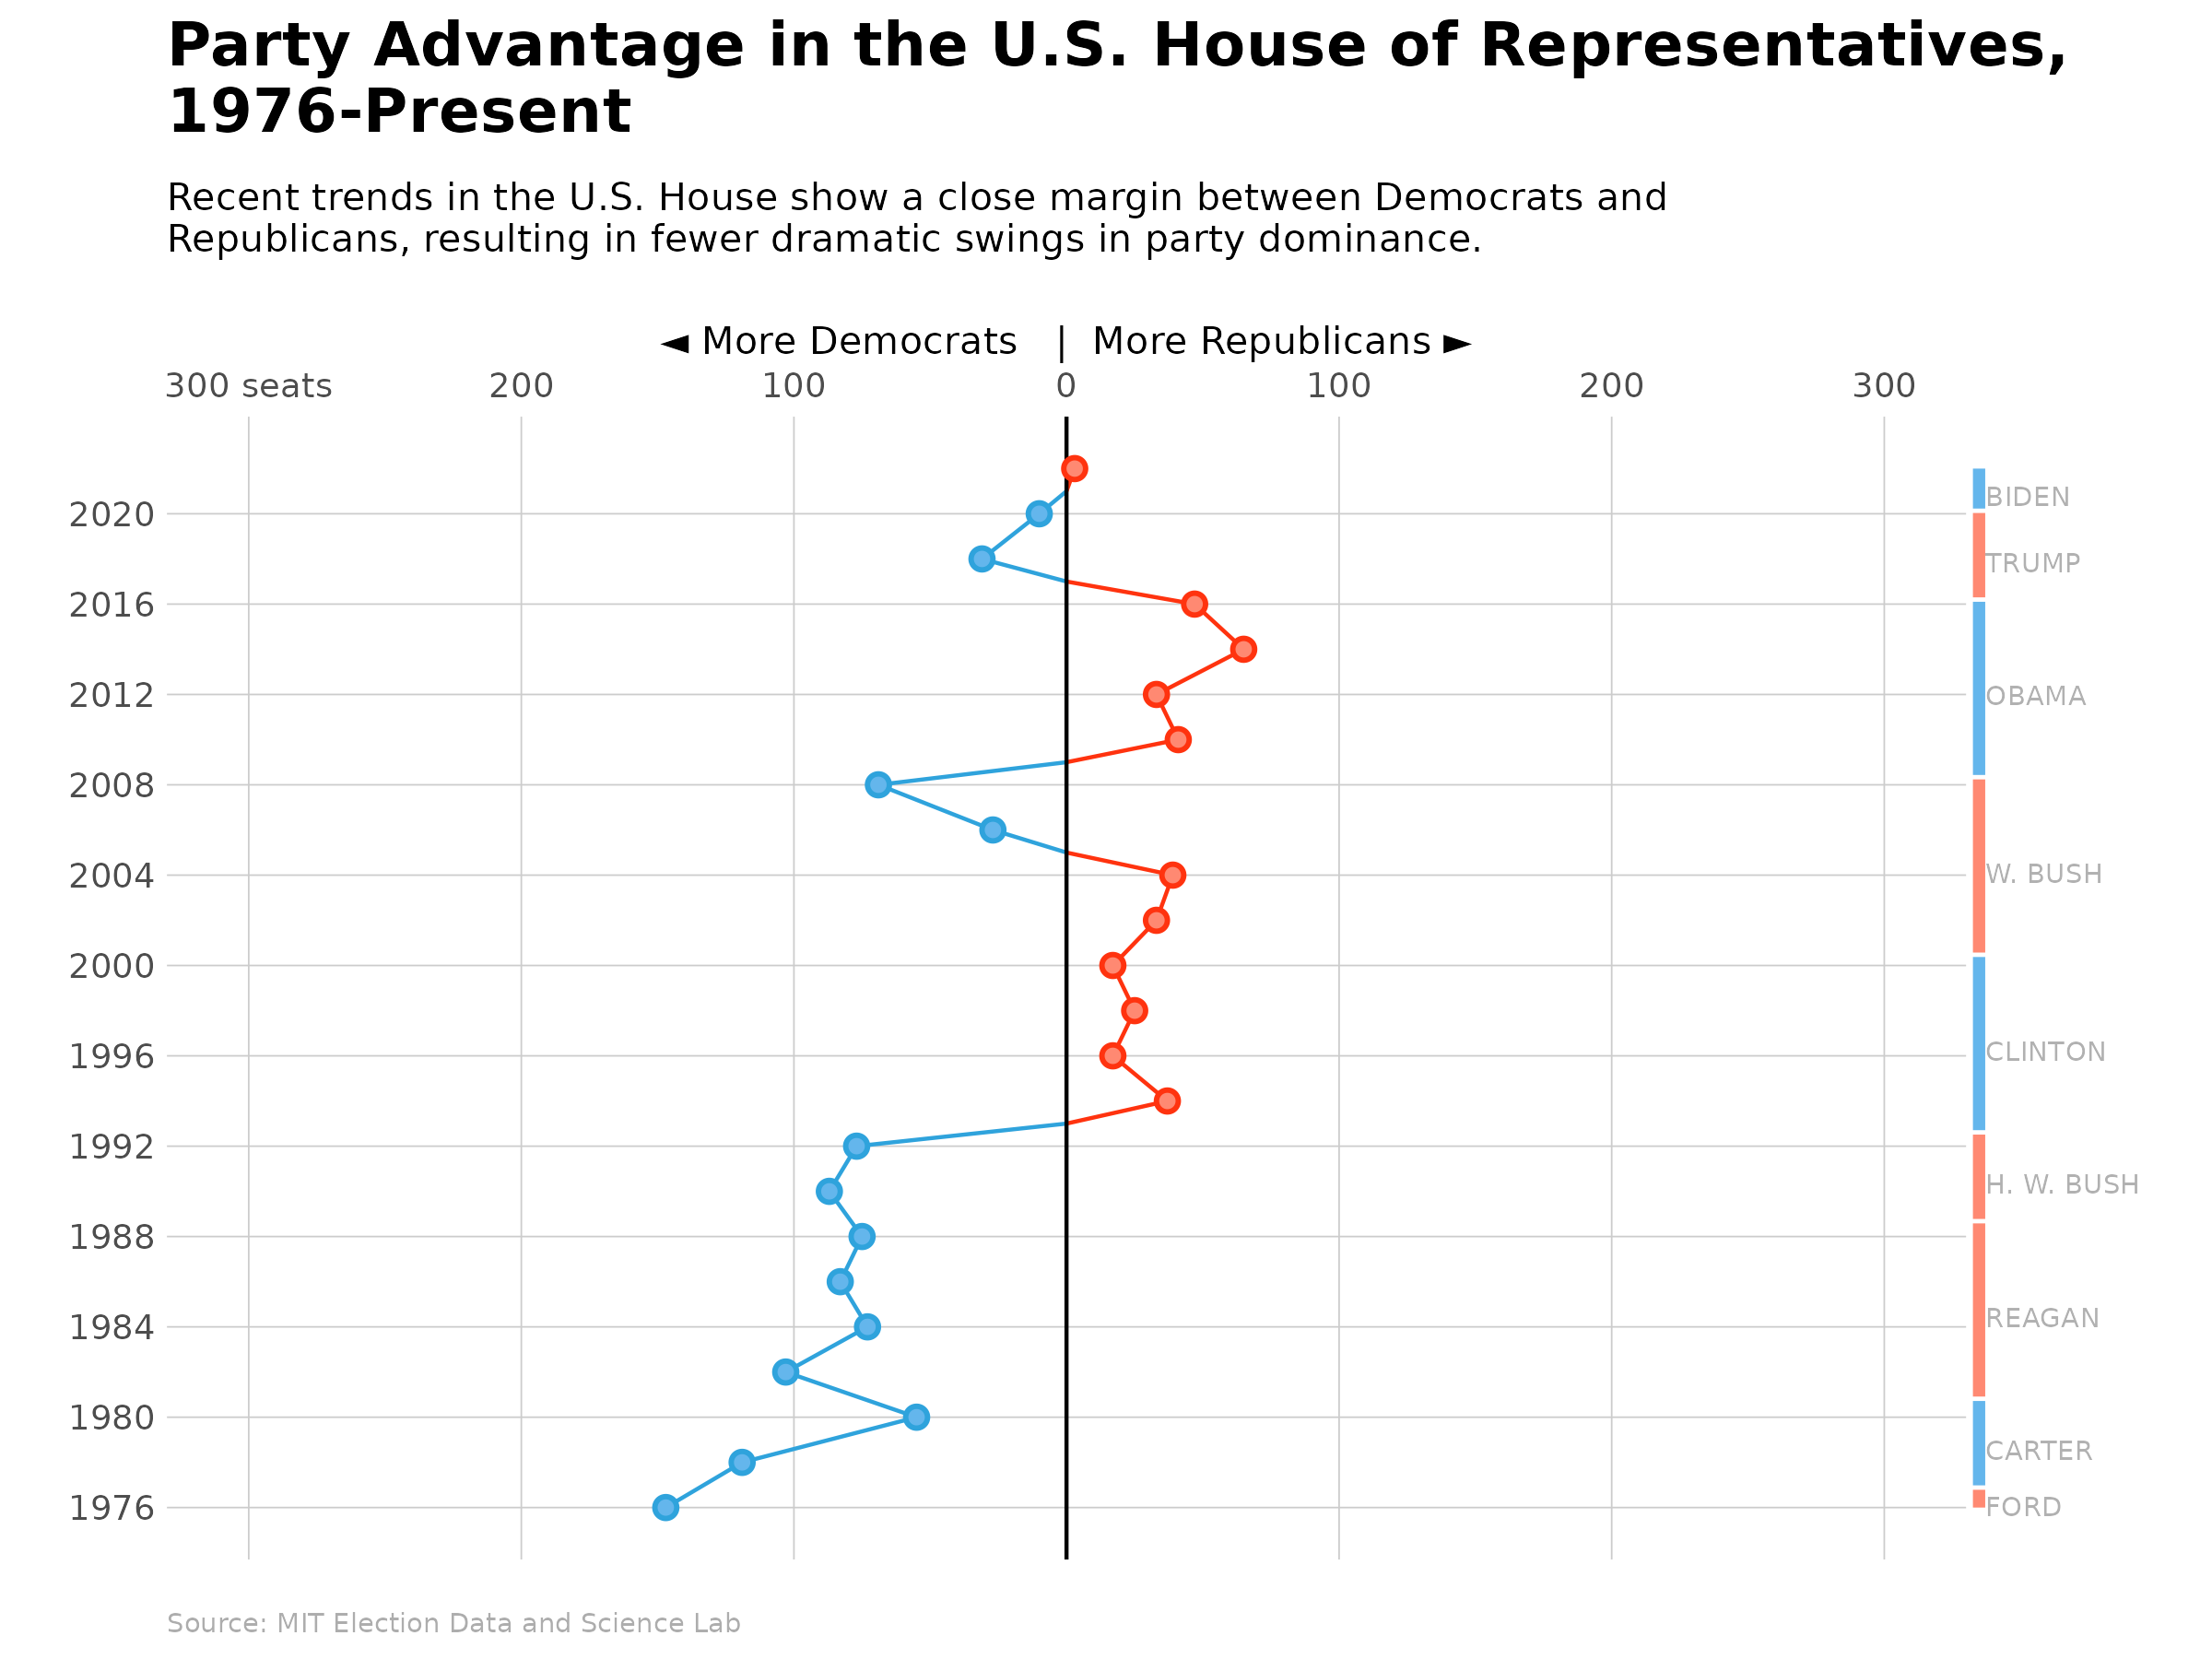 Party Advantage in the U.S. House of Representatives,
1976-Present
Recent trends in the U.S. House show a close margin between Democrats and
Republicans, resulting in fewer dramatic swings in party dominance.
◄ More Democrats | More Republicans ►
300 seats 200 100 0 100 200 300
BIDEN
2020
TRUMP
2016
2012 OBAMA
2008
2004 W. BUSH
2000
1996 CLINTON
1992
H. W. BUSH
1988
1984 REAGAN
1980
CARTER
1976 FORD
Source: MIT Election Data and Science Lab